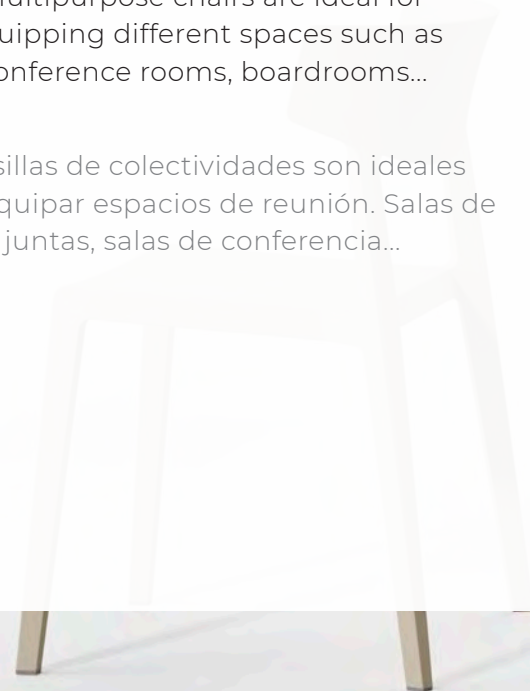 multipurpose chairs are ideal for
uipping different spaces such as
onference rooms, boardrooms...
sillas de colectividades son ideales
quipar espacios de reunión. Salas de
juntas, salas de conferencia...